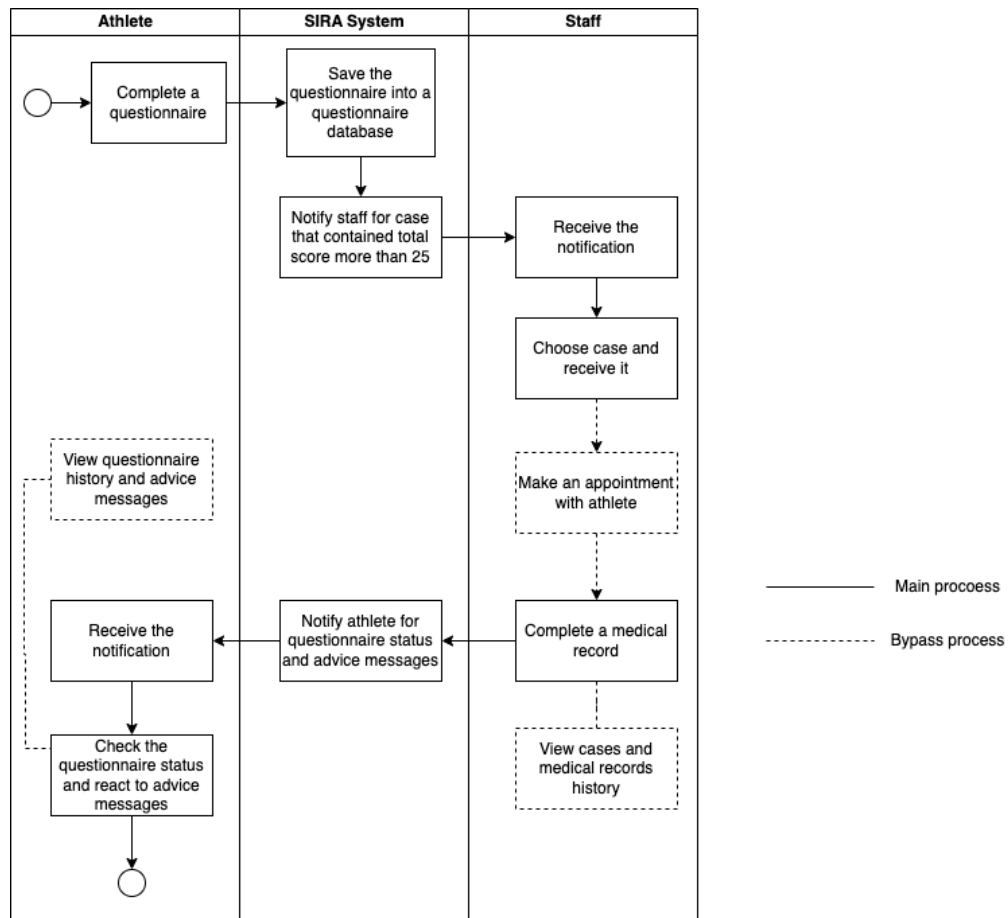 Athlete
SIRA System
Staff
Complete a
questionnaire
Save the
questionnaire into a
questionnaire
database
Notify staff for case
that contained total
score more than 25
Receive the
notification
Choose case and
receive it
View questionnaire
history and advice
messages
Make an appointment
with athlete
Receive the
notification
Notify athlete for
questionnaire status
and advice messages
Complete a medical
record
Check the
questionnaire status
and react to advice
messages
View cases and
medical records
history
Main procoess
Bypass process